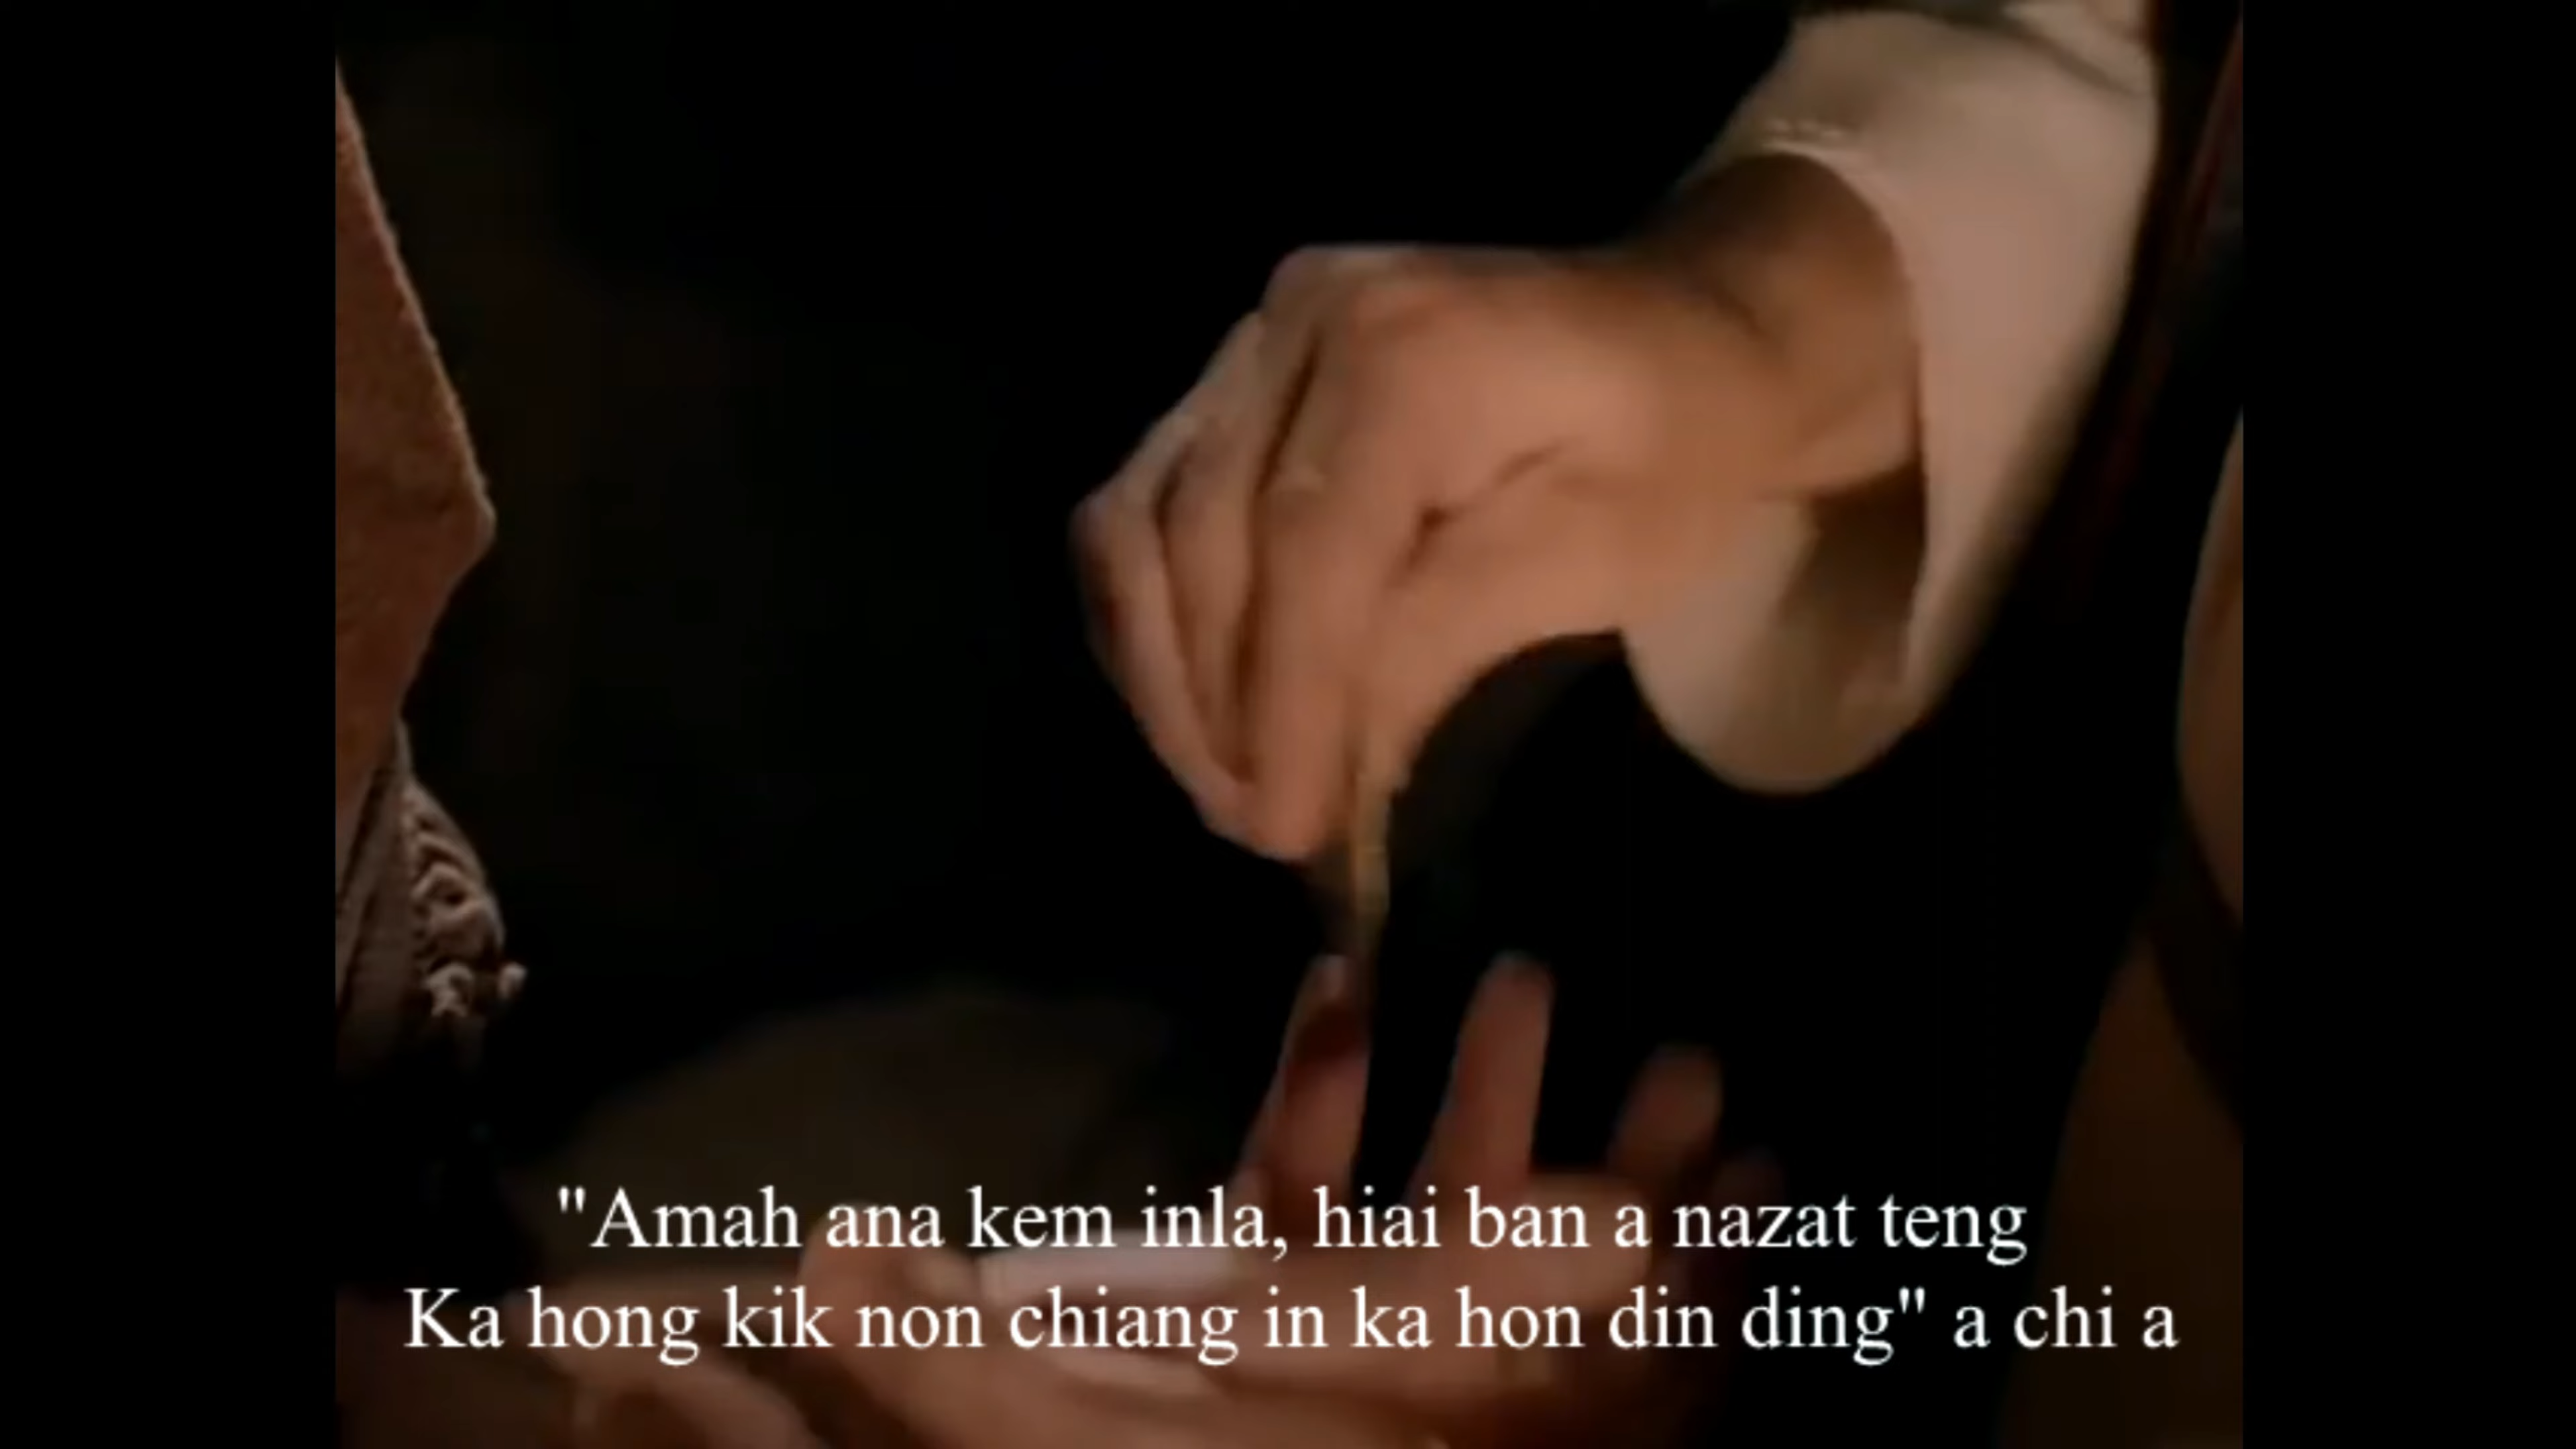 "Amah ana kem inla, hiai ban a nazat teng
Ka hong kik non chiang in ka hon din ding" a chi a